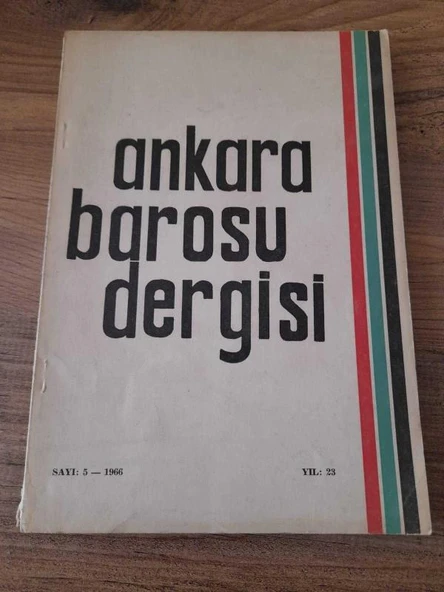 ankara
barosu
dergisi
SAYI: 5 — 1966
YIL: 23